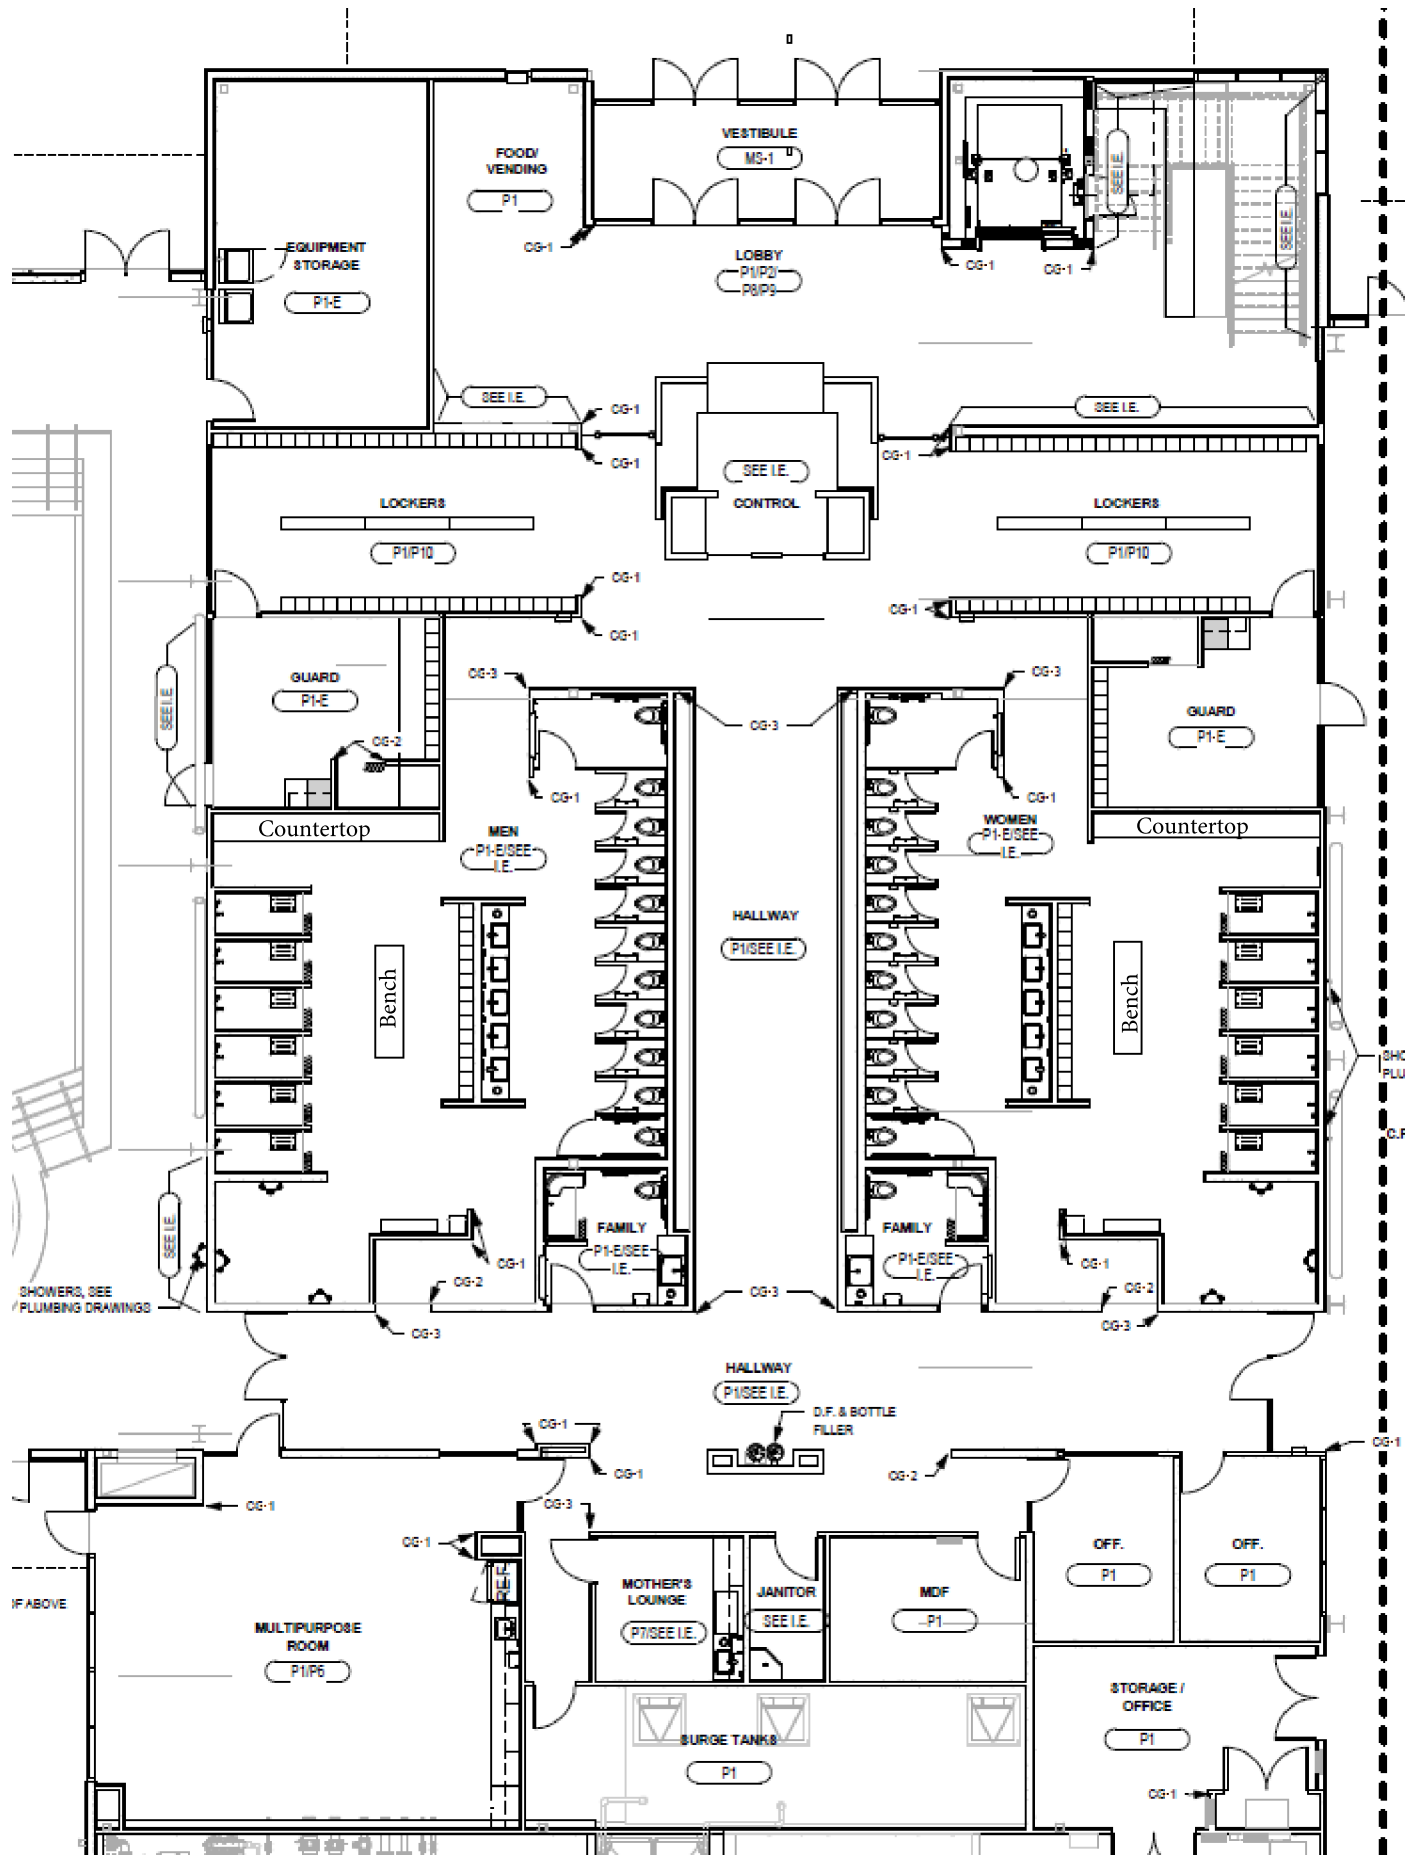 VESTIBULE
MS-1
FOOD/
VENDING
P1
CG-1
LOBBY
P1/P2/
P8/P9
CG-1
CG-1
SEE I.E.
SEE I.E.
EQUIPMENT
STORAGE
P1-E
SEE I.E.
CG-1
SEE I.E.
CG-1
CG-1
SEE I.E.
CONTROL
LOCKERS
P1/P10
LOCKERS
P1/P10
CG-1
CG-1
CG-1
GUARD
P1-E
SEE I.E
CG-2
CG-3
CG-3
CG-3
GUARD
P1-E
CG-1
CG-1
Countertop
MEN
P1-E/SEE
I.E.
WOMEN
P1-E/SEE
I.E.
Countertop
HALLWAY
P1/SEE I.E.
Bench
Bench
SHO
PLU
C.F
SEE I.E.
FAMILY
P1-E/SEE
I.E.
FAMILY
P1-E/SEE
I.E.
CG-1
CG-1
CG-2
CG-2
CG-3
SHOWERS, SEE
PLUMBING DRAWINGS
CG-3
CG-3
HALLWAY
P1/SEE I.E.
D.F. & BOTTLE
FILLER
CG-1
CG-1
CG-1
CG-2
CG-1
CG-3
CG-1
REF.
OFF.
P1
OFF.
P1
MOTHER'S
LOUNGE
P7/SEE I.E.
JANITOR
SEE I.E.
MDF
P1
OF ABOVE
MULTIPURPOSE
ROOM
P1/P6
STORAGE /
OFFICE
P1
SURGE TANKS
P1
CG-1